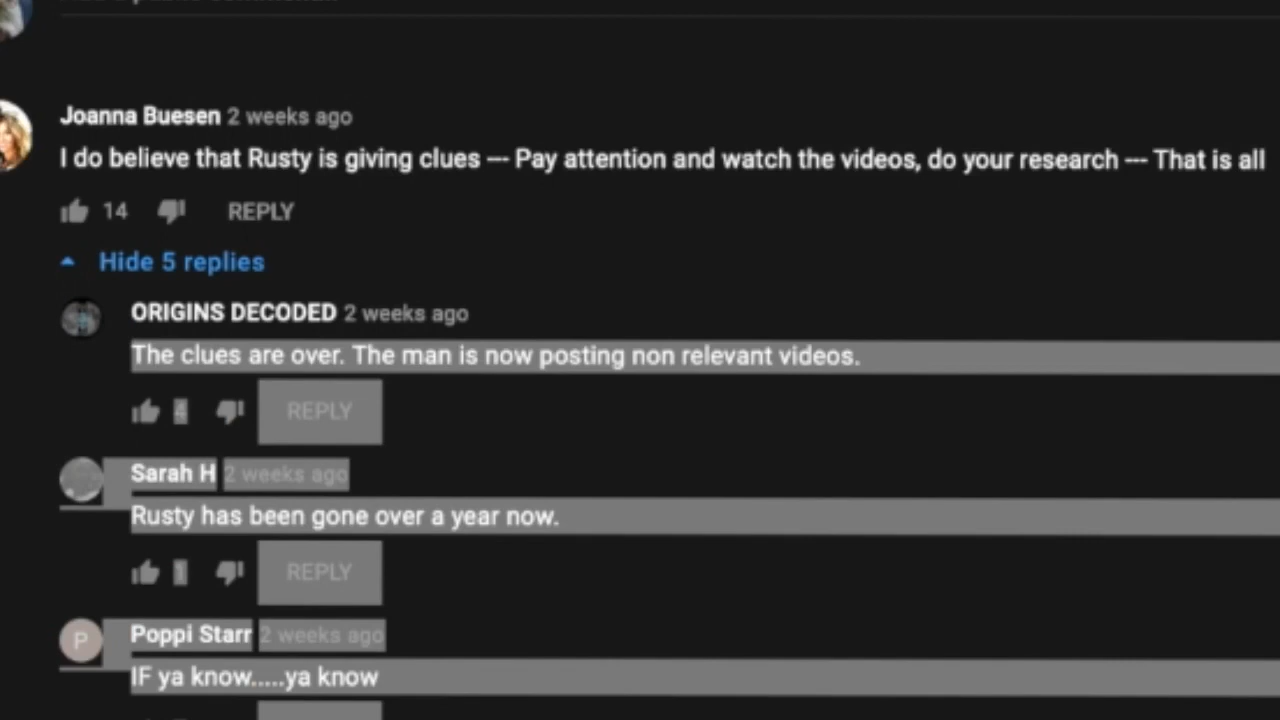 Joanna Buesen 2 weeks ago
I do believe that Rusty is giving clues --- Pay attention and watch the videos, do your research --- That is all
14 REPLY
Hide 5 replies
ORIGINS DECODED 2 weeks ago
The clues are over. The man is now posting non relevant videos.
4 REPLY
Sarah H 2 weeks ago
Rusty has been gone over a year now.
1 REPLY
P Poppi Starr 2 weeks ago
IF ya know.....ya know